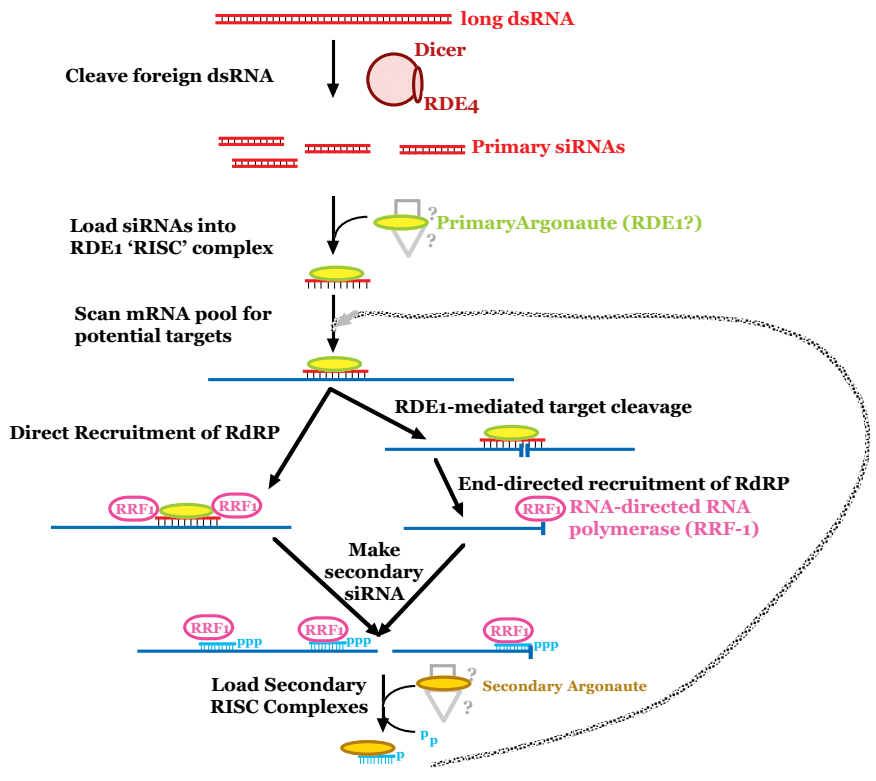 long dsRNA
Dicer
Cleave foreign dsRNA
RDE4
Primary siRNAs
?
Load siRNAs into
PrimaryArgonaute (RDE1?)
RDE1 ‘RISC’ complex
?
Scan mRNA pool for
potential targets
RDE1-mediated target cleavage
Direct Recruitment of RdRP
End-directed recruitment of RdRP
RRF1
RRF1
RRF1
RNA-directed RNA
polymerase (RRF-1)
Make
secondary
siRNA
RRF1
ppp
RRF1
ppp
RRF1
ppp
Load Secondary
RISC Complexes
?
Secondary Argonaute
?
p
p
p